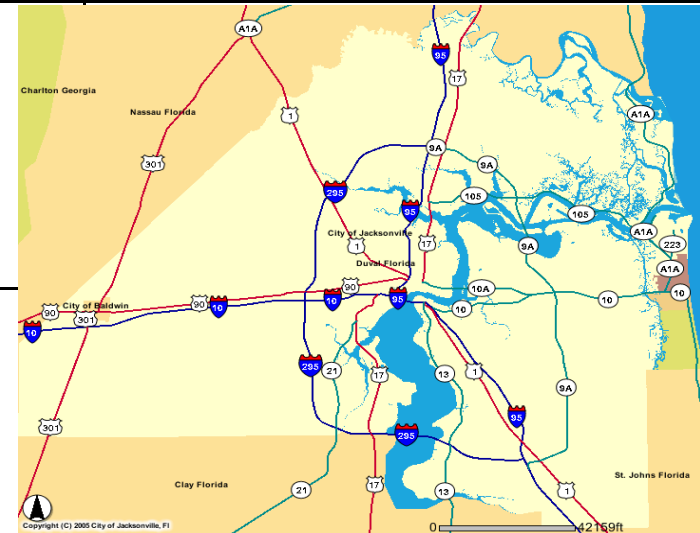 A1A
95
17
Charlton Georgia
Nassau Florida
1
A1A
301
9A
9A
295
105
95
105
City of Jacksonville
A1A
1
17
9A
223
Duval Florida
A1A
90
10A
10
City of Baldwin
90
10
10
95
10
10
90
301
10
295
21
17
13
1
9A
95
301
295
St. Johns Florida
Clay Florida
17
21
13
1
Copyright (C) 2005 City of Jacksonville, Fl
0
42159ft